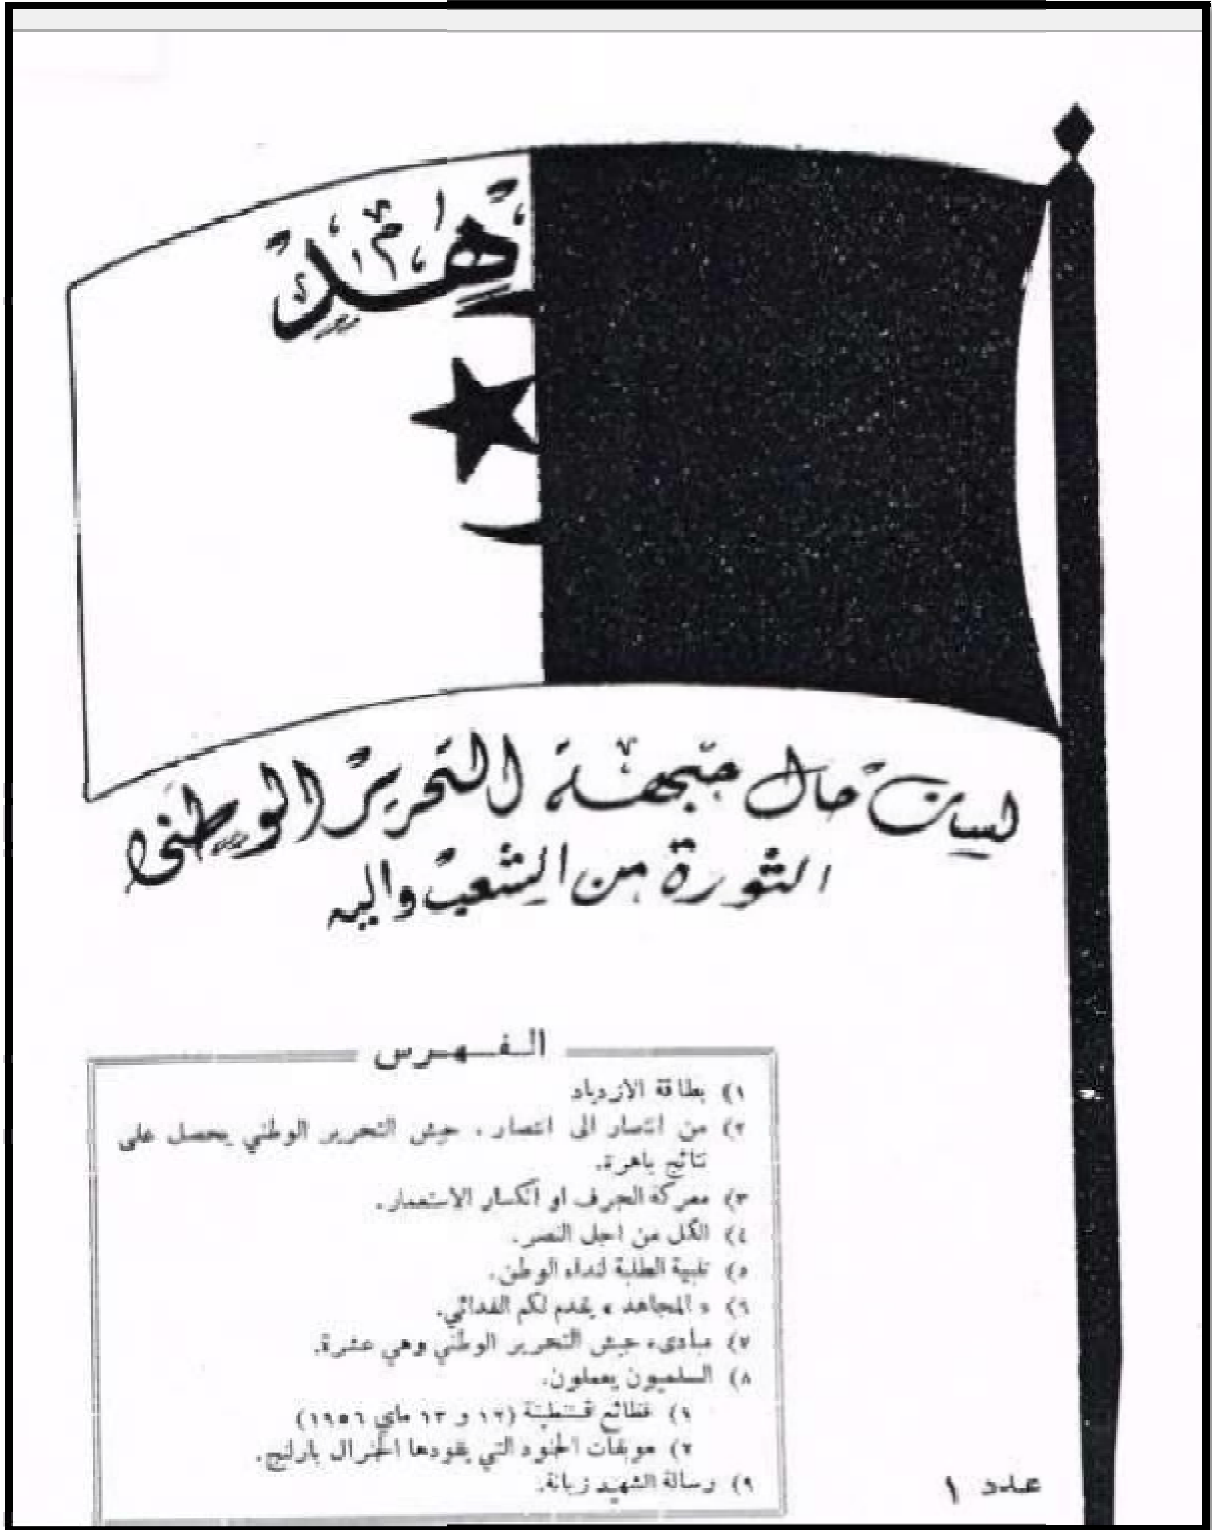 هد
لسان حال جبهة التحرير الوطني
الثورة من الشعب واليه
الفهرس
١) بطاقة الازدياد
٢) من انتصار الى انتصار . جيش التحرير الوطني يحصل على
نتائج باهرة.
٣) معركة الجرف او انكسار الاستعمار.
٤) الكل من اجل النصر.
٥) تلبية الطلبة لنداء الوطن.
٦) « المجاهد » يقدم لكم الفدائي.
٧) مبادىء جيش التحرير الوطني وهي عشرة.
٨) السلميون يعملون.
١) فظائع قسنطينة (١٢ و ١٣ ماي ١٩٥٦)
٢) موبقات الجنود التي يقودها الجنرال بارلنج.
٩) رسالة الشهيد زبانة.
عدد ١